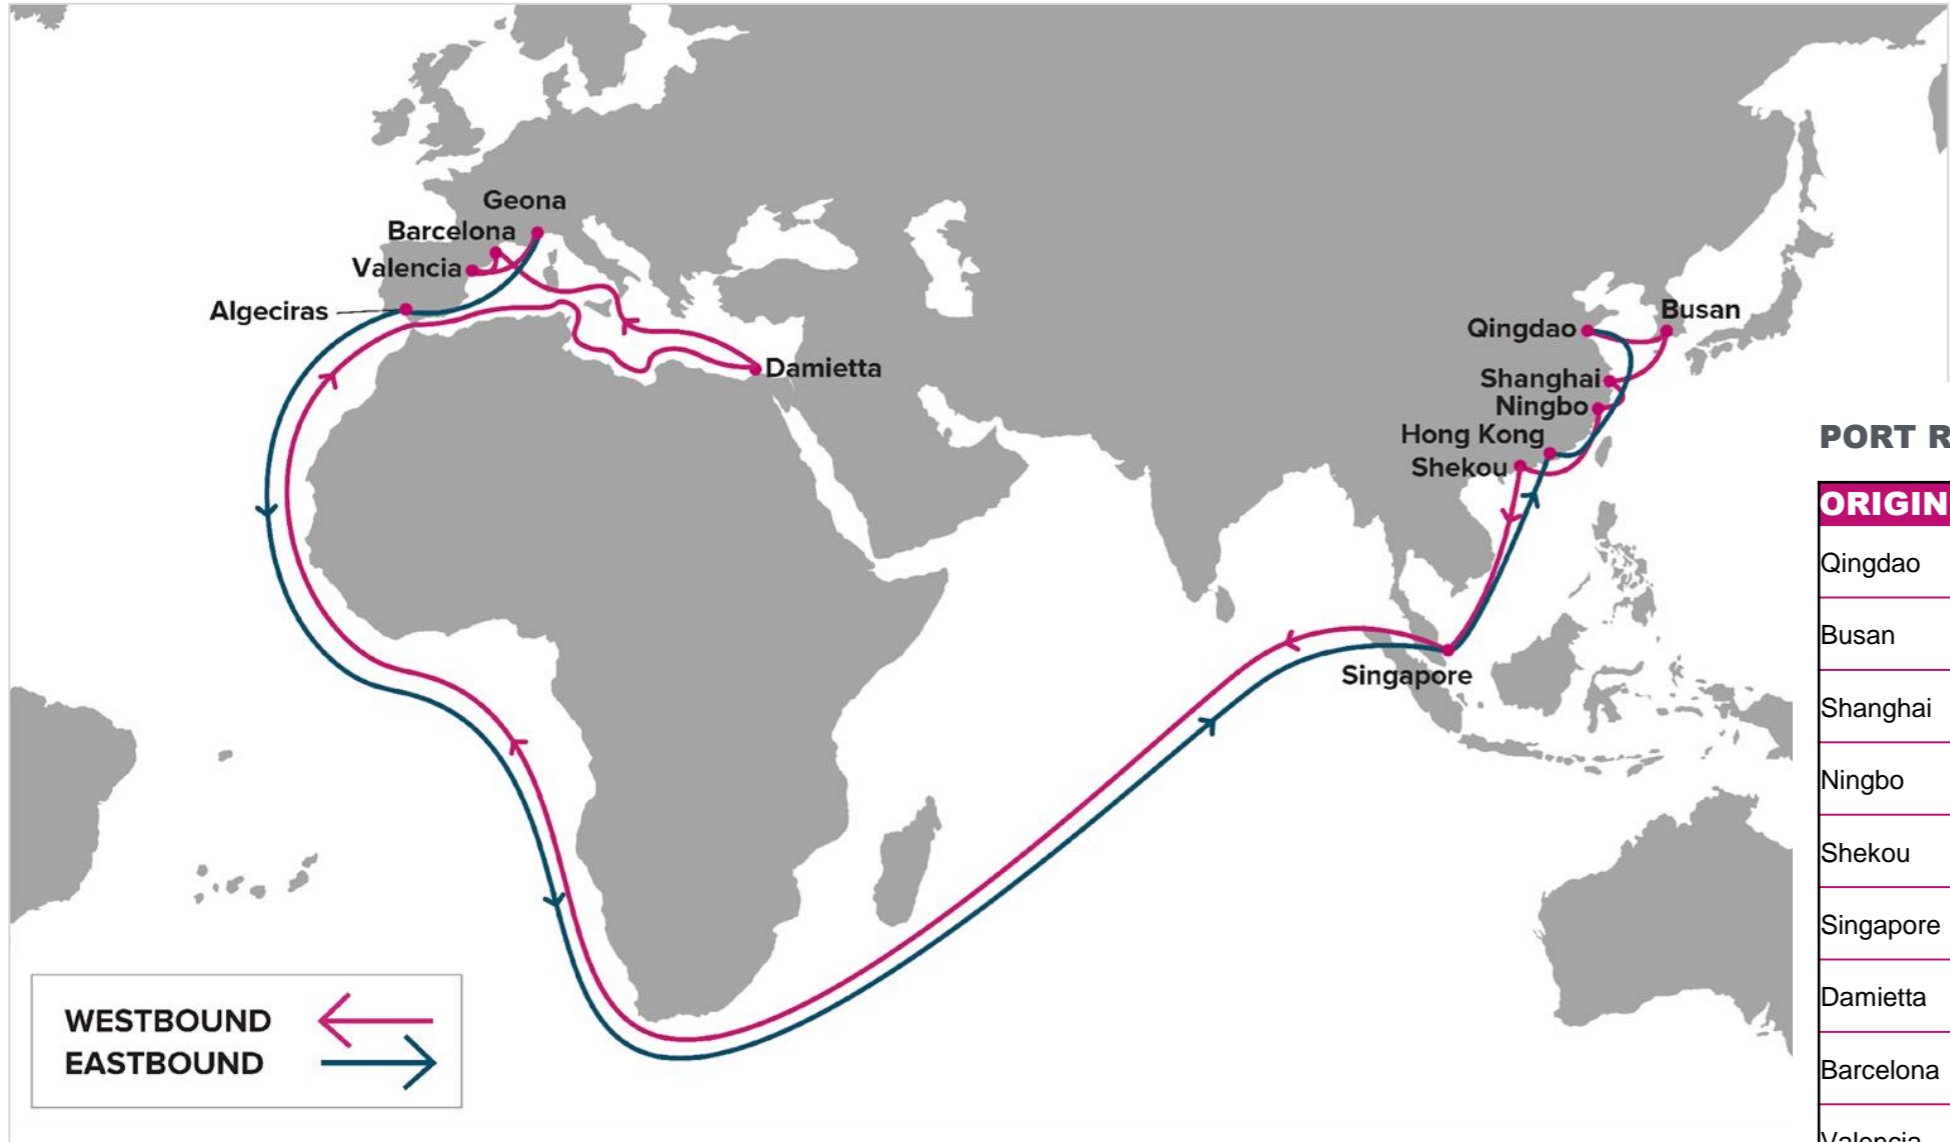 Geona
Barcelona
Valencia
Algeciras
Damietta
Busan
Qingdao
Shanghai
Ningbo
Hong Kong
Shekou
Singapore
WESTBOUND
EASTBOUND
PORT R
ORIGIN
Qingdao
Busan
Shanghai
Ningbo
Shekou
Singapore
Damietta
Barcelona
Valencia